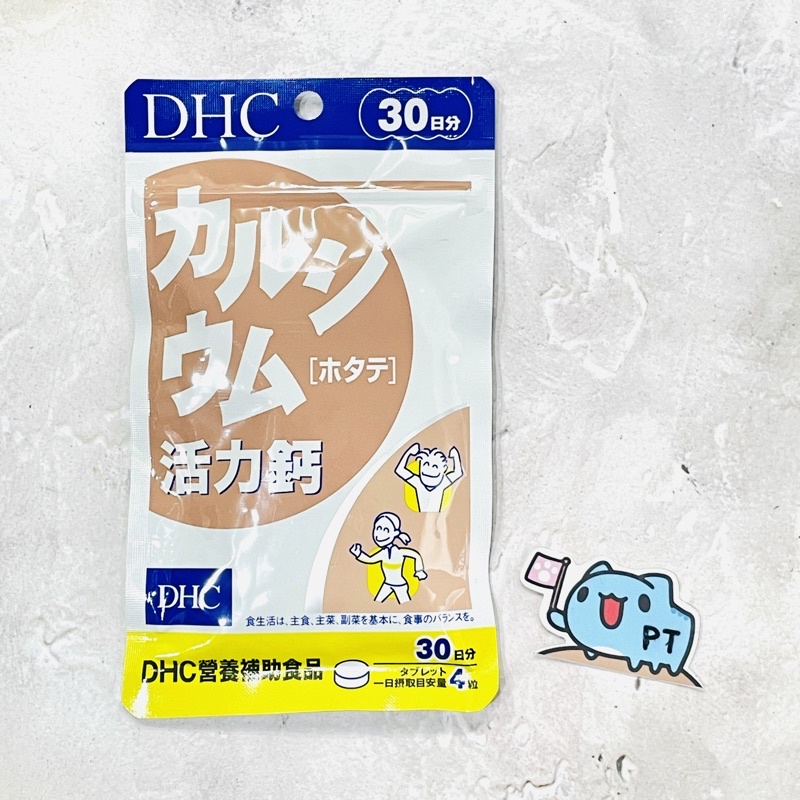 DHC
30日分
カルシ
ウム
[ホタテ]
活力鈣
DHC
食生活は、主食、主菜、副菜を基本に、食事のバランスを。
30日分
DHC營養補助食品
タブレット
一日摂取目安量 4粒
PT